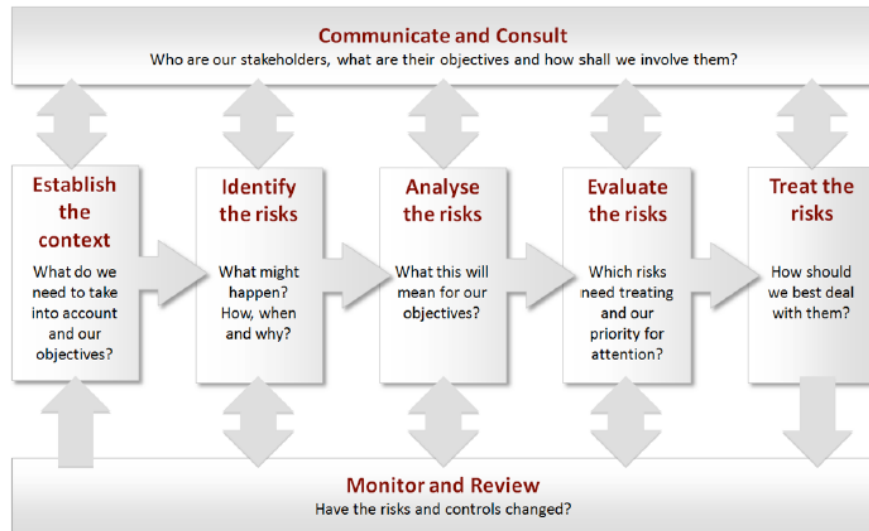 Communicate and Consult
Who are our stakeholders, what are their objectives and how shall we involve them?
Establish
the
context
What do we
need to take
into account
and our
objectives?
Identify
the risks
What might
happen?
How, when
and why?
Analyse
the risks
What this will
mean for our
objectives?
Evaluate
the risks
Which risks
need treating
and our
priority for
attention?
Treat the
risks
How should
we best deal
with them?
Monitor and Review
Have the risks and controls changed?